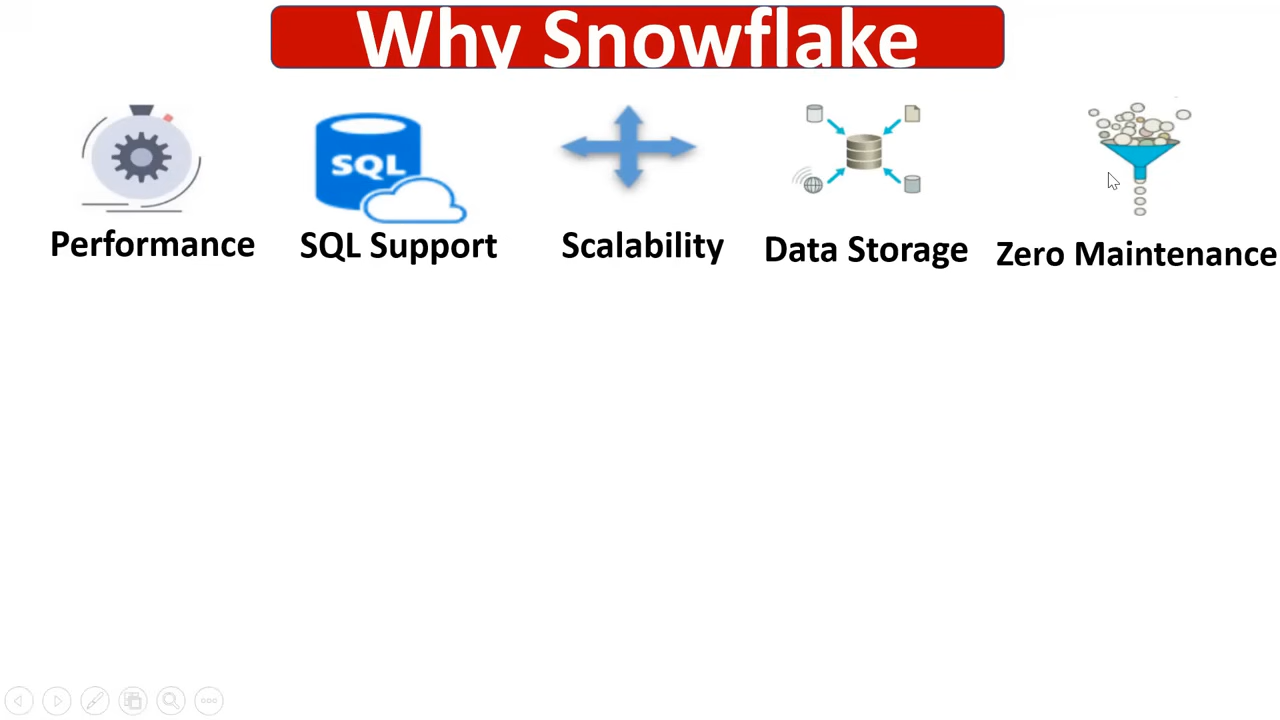 Why Snowflake
SQL
Performance
SQL Support
Scalability
Data Storage
Zero Maintenance